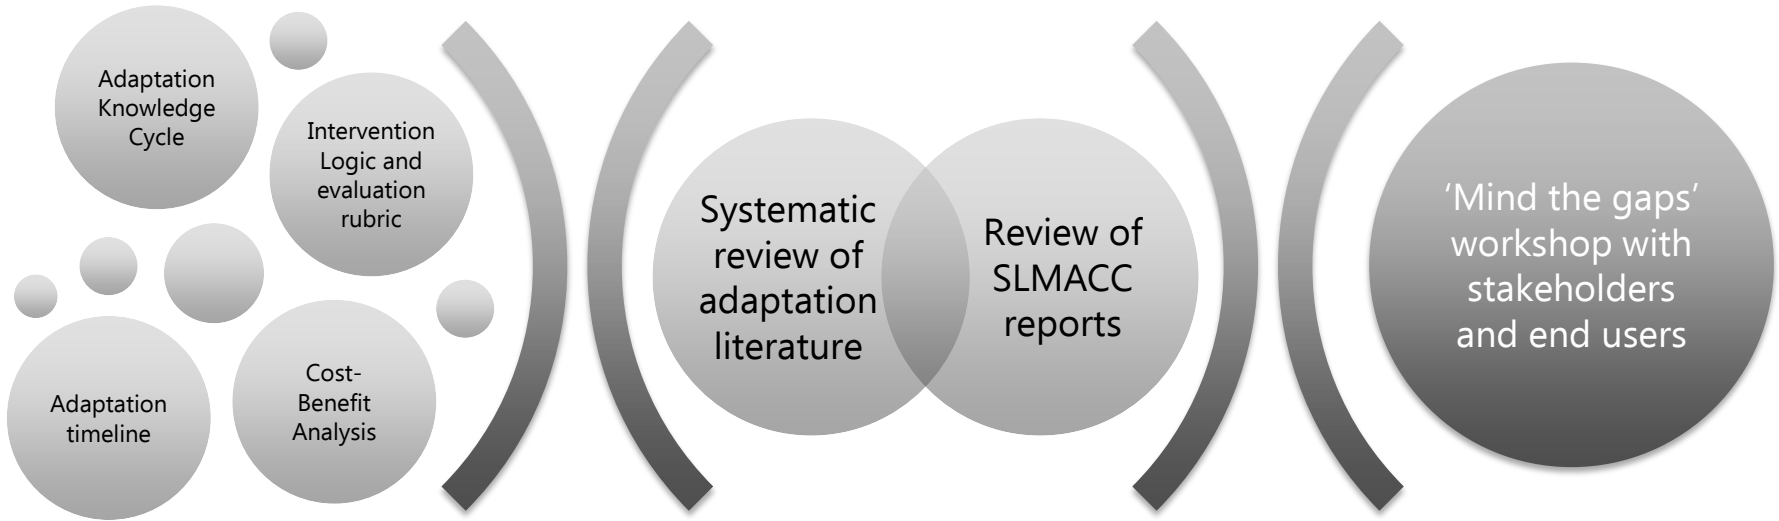 Adaptation
Knowledge
Cycle
Intervention
Logic and
evaluation
rubric
Adaptation
timeline
Cost-
Benefit
Analysis
Systematic
review of
adaptation
literature
Review of
SLMACC
reports
‘Mind the gaps’
workshop with
stakeholders
and end users